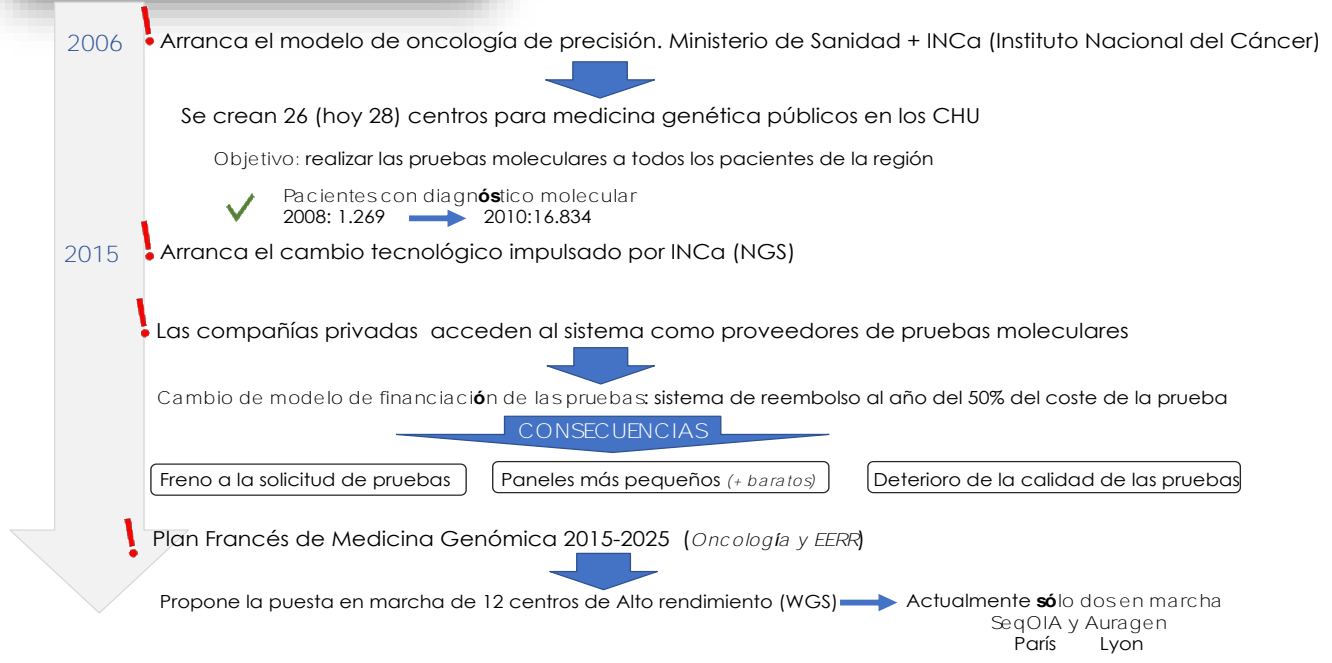 2006
Arranca el modelo de oncología de precisión. Ministerio de Sanidad + INCa (Instituto Nacional del Cáncer)
Se crean 26 (hoy 28) centros para medicina genética públicos en los CHU
Objetivo: realizar las pruebas moleculares a todos los pacientes de la región
Pacientes con diagnóstico molecular
2008: 1.269 2010:16.834
2015
Arranca el cambio tecnológico impulsado por INCa (NGS)
Las compañías privadas acceden al sistema como proveedores de pruebas moleculares
Cambio de modelo de financiación de las pruebas: sistema de reembolso al año del 50% del coste de la prueba
CONSECUENCIAS
Freno a la solicitud de pruebas
Paneles más pequeños (+ baratos)
Deterioro de la calidad de las pruebas
Plan Francés de Medicina Genómica 2015-2025 (Oncología y EERR)
Propone la puesta en marcha de 12 centros de Alto rendimiento (WGS)
Actualmente sólo dos en marcha
SeqOIA y Auragen
París Lyon